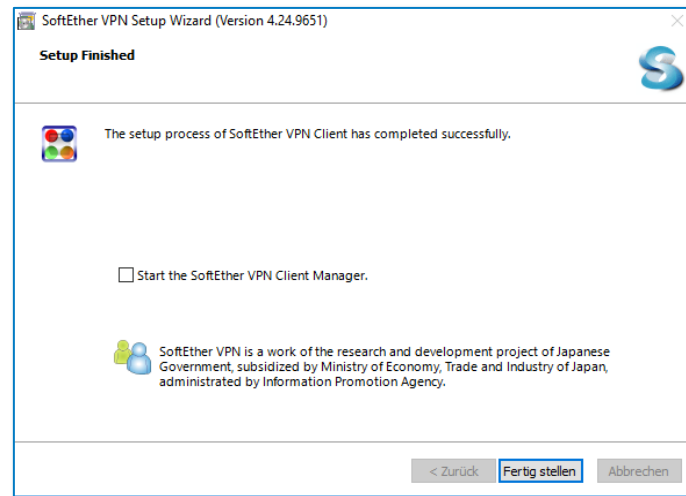 SoftEther VPN Setup Wizard (Version 4.24.9651)
Setup Finished
The setup process of SoftEther VPN Client has completed successfully.
Start the SoftEther VPN Client Manager.
SoftEther VPN is a work of the research and development project of Japanese
Government, subsidized by Ministry of Economy, Trade and Industry of Japan,
administrated by Information Promotion Agency.
< Zurück Fertig stellen Abbrechen